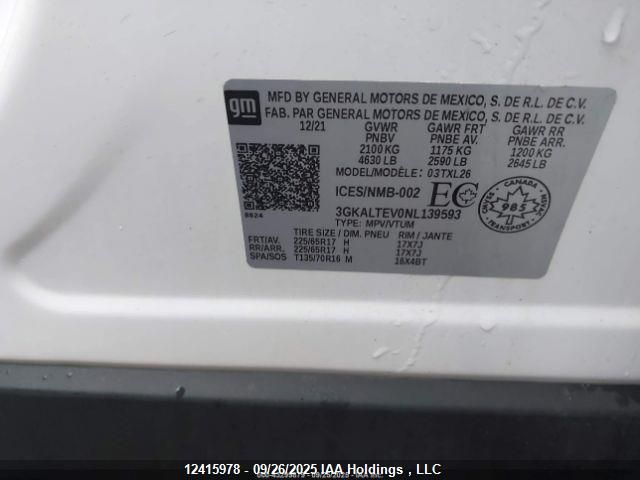 gm
MFD BY GENERAL MOTORS DE MEXICO, S. DE R.L. DE C.V.
FAB. PAR GENERAL MOTORS DE MEXICO, S. DE R.L. DE C.V.
12/21 GVWR GAWR FRT GAWR RR
PNBV PNBE AV. PNBE ARR.
2100 KG 1175 KG 1200 KG
4630 LB 2590 LB 2645 LB
MODEL/MODÈLE: 03TXL26
ICES/NMB-002 EC
CANADA
985
TRANSPORT
8624
3GKALTEV0NL139593
TYPE: MPV/VTUM
TIRE SIZE / DIM. PNEU RIM / JANTE
FRT/AV. 225/65R17 H 17X7J
RR/ARR. 225/65R17 H 17X7J
SPA/SOS T135/70R16 M 16X4BT
12415978 - 09/26/2025 IAA Holdings , LLC